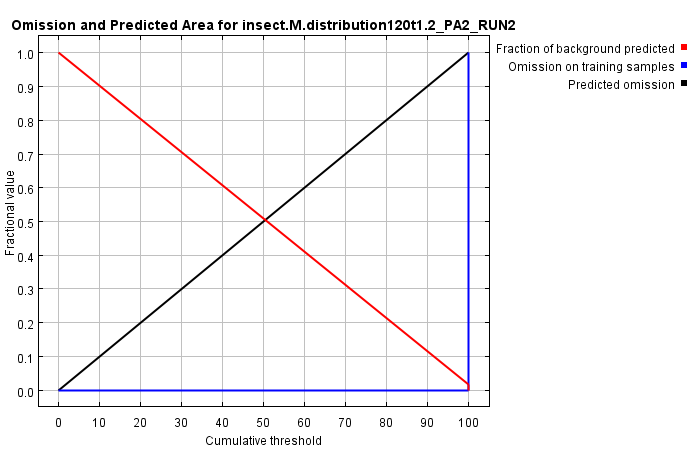 Omission and Predicted Area for insect.M.distribution120t1.2_PA2_RUN2
Fraction of background predicted
Omission on training samples
Predicted omission
1.0
0.9
0.8
0.7
0.6
0.5
0.4
0.3
0.2
0.1
0.0
Fractional value
0 10 20 30 40 50 60 70 80 90 100
Cumulative threshold